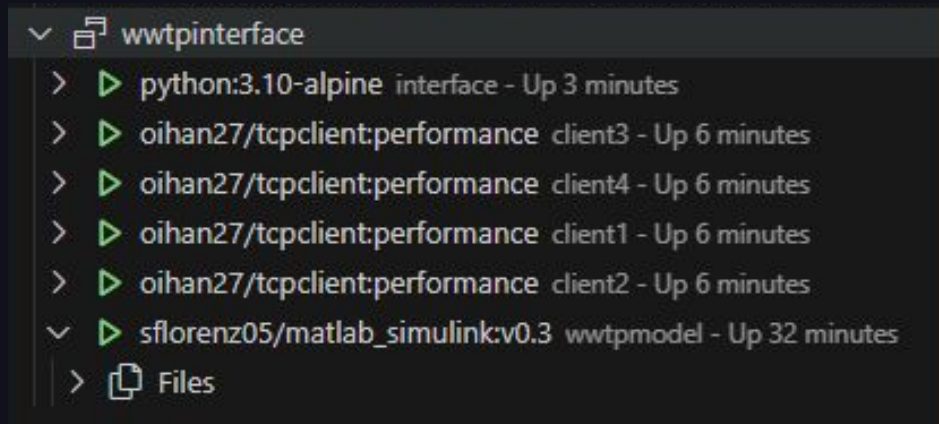 wwtpinterface
python:3.10-alpine interface - Up 3 minutes
oihan27/tcpclient:performance client3 - Up 6 minutes
oihan27/tcpclient:performance client4 - Up 6 minutes
oihan27/tcpclient:performance client1 - Up 6 minutes
oihan27/tcpclient:performance client2 - Up 6 minutes
sflorenz05/matlab_simulink:v0.3 wwtpmodel - Up 32 minutes
Files